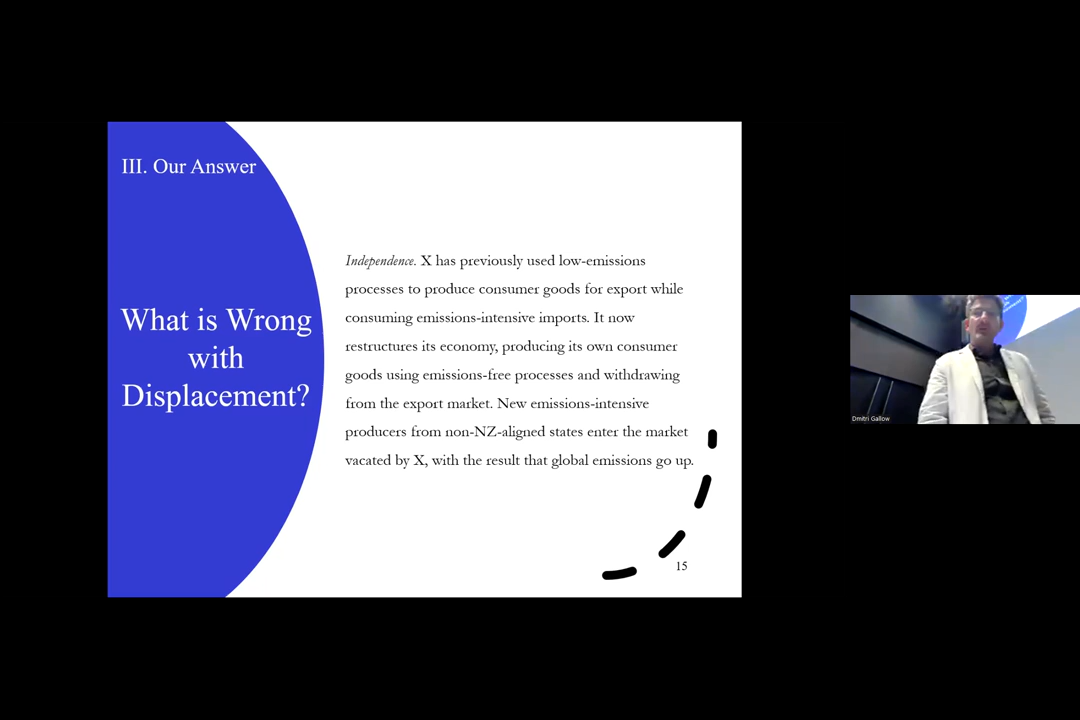 III. Our Answer
What is Wrong
with
Displacement?
Independence. X has previously used low-emissions
processes to produce consumer goods for export while
consuming emissions-intensive imports. It now
restructures its economy, producing its own consumer
goods using emissions-free processes and withdrawing
from the export market. New emissions-intensive
producers from non-NZ-aligned states enter the market
vacated by X, with the result that global emissions go up.
15
Dmitri Gallow